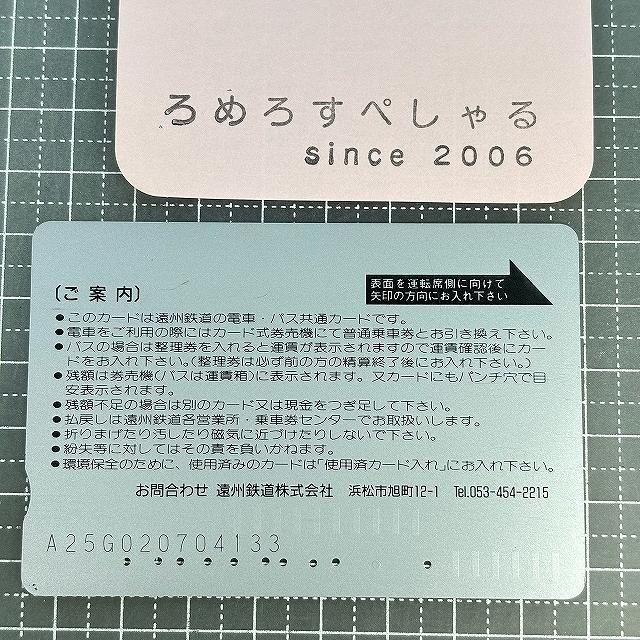 ろめろすぺしゃる
since 2006
表面を運転席側に向けて
矢印の方向にお入れ下さい
〔ご案内〕
●このカードは遠州鉄道の電車・バス共通カードです。
●電車をご利用の際にはカード式券売機にて普通乗車券とお引き換え下さい。
●バスの場合は整理券を入れると運賃が表示されますので運賃確認後にカー
ドをお入れ下さい。(整理券は必ず前の方の精算終了後にお入れ下さい。)
●残額は券売機(バスは運賃箱)に表示されます。又カードにもパンチ穴で目
安表示されます。
●残額不足の場合は別のカード又は現金をつぎ足して下さい。
●払戻しは遠州鉄道各営業所・乗車券センターでお取扱いします。
●折りまげたり汚したり磁気に近づけたりしないで下さい。
●紛失等に対してはその責を負いかねます。
●環境保全のために、使用済みのカードは「使用済カード入れ」にお入れ下さい。
お問合わせ 遠州鉄道株式会社 浜松市旭町12-1 Tel.053-454-2215
A25G020704133